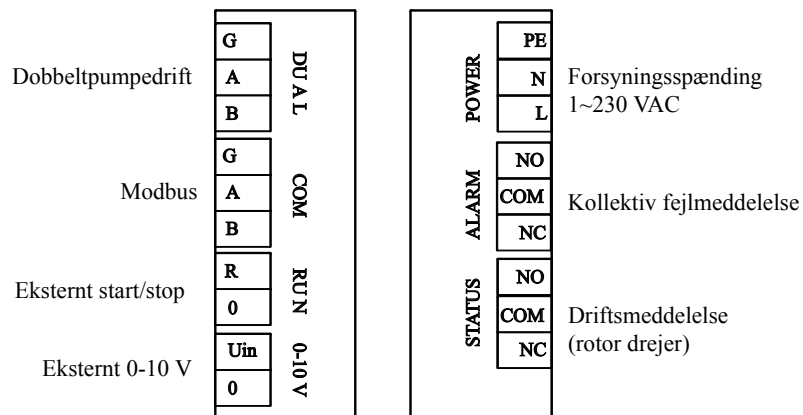 Dobbeltpumpedrift
G
A
B
DUAL
Modbus
G
A
B
COM
Eksternt start/stop
R
0
RUN
Eksternt 0-10 V
Uin
0
0-10 V
POWER
PE
N
L
Forsyningsspænding
1~230 VAC
ALARM
NO
COM
NC
Kollektiv fejlmeddelelse
STATUS
NO
COM
NC
Driftsmeddelelse
(rotor drejer)